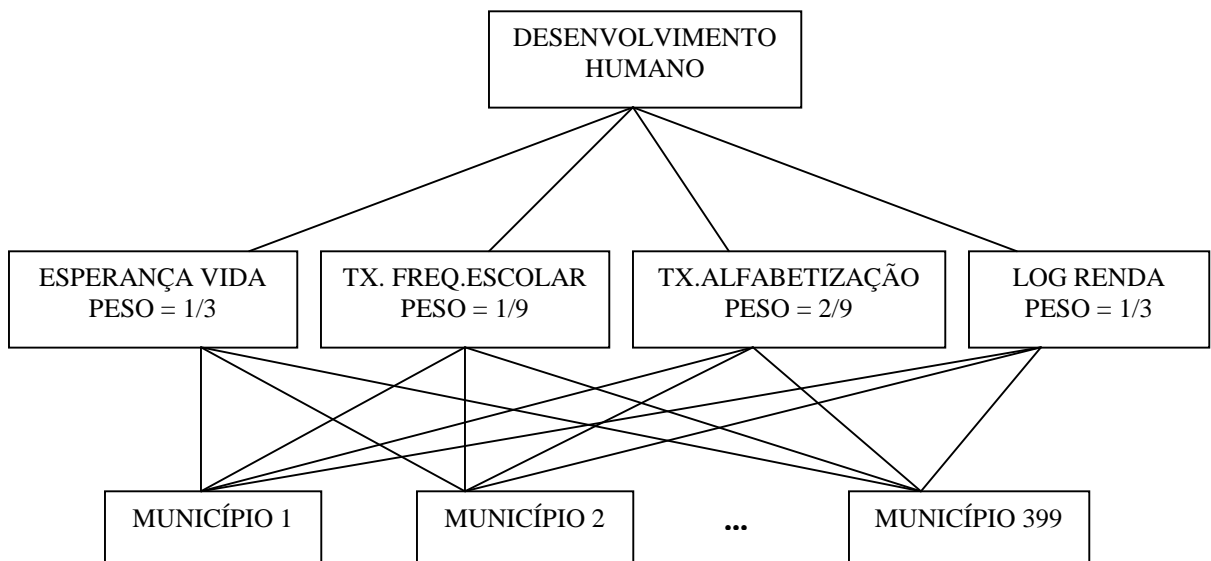 DESENVOLVIMENTO
HUMANO
ESPERANÇA VIDA
PESO = 1/3
TX. FREQ.ESCOLAR
PESO = 1/9
TX.ALFABETIZAÇÃO
PESO = 2/9
LOG RENDA
PESO = 1/3
MUNICÍPIO 1
MUNICÍPIO 2
...
MUNICÍPIO 399